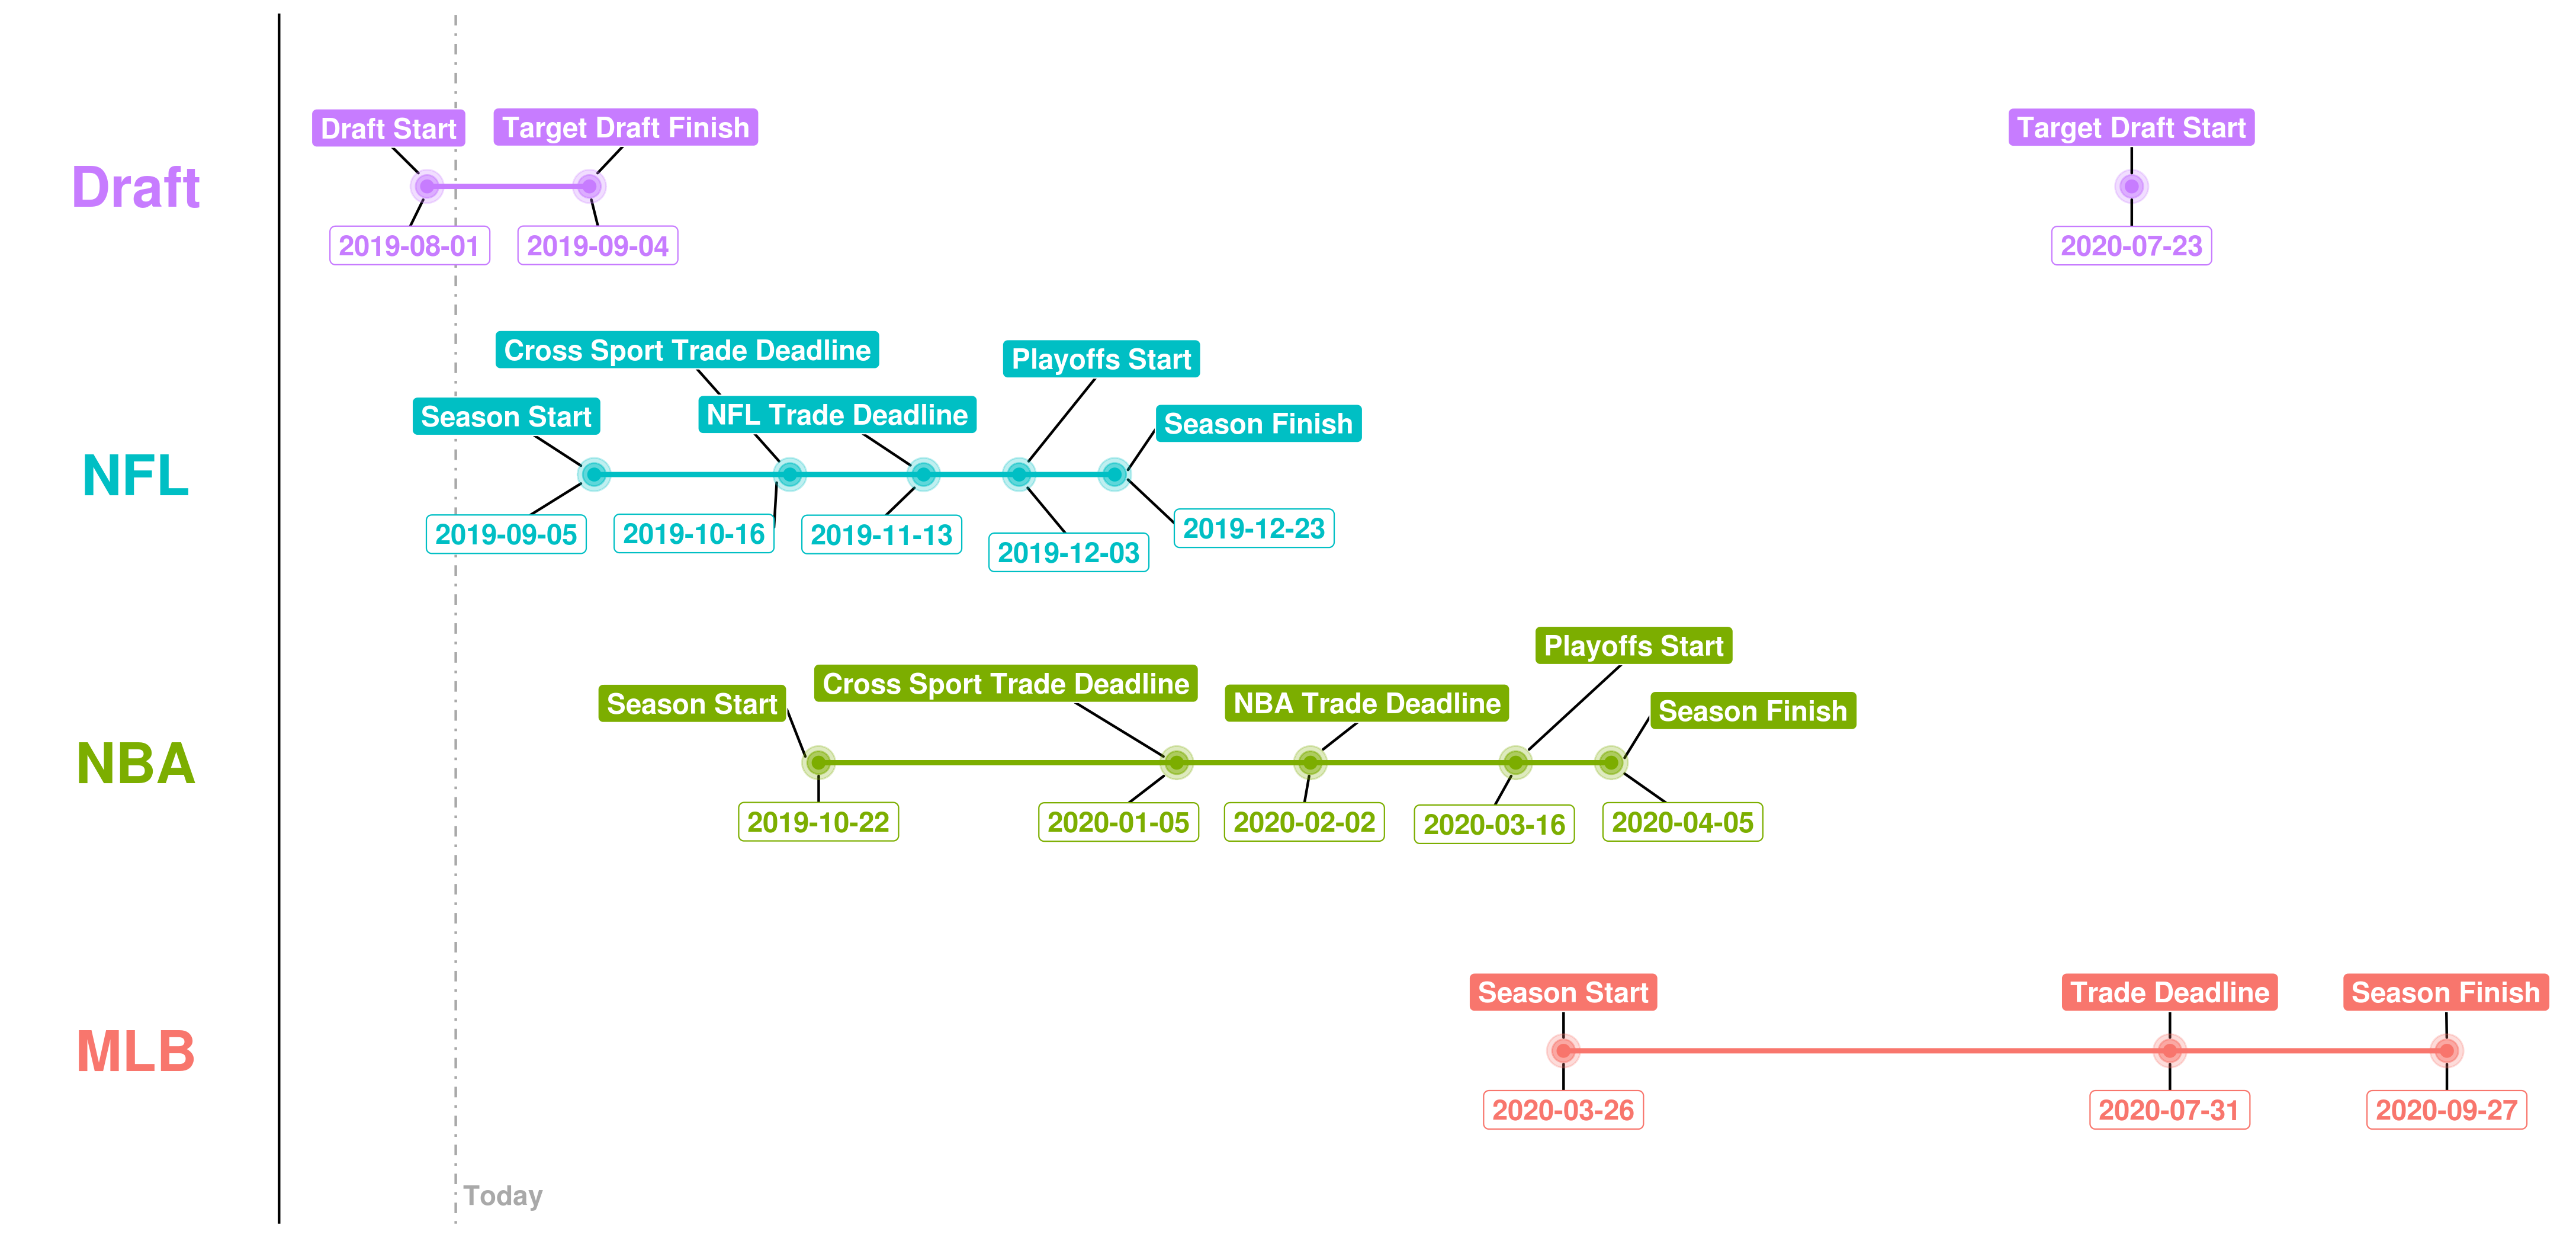 Draft
Draft Start
Target Draft Finish
Target Draft Start
2019-08-01
2019-09-04
2020-07-23
NFL
Cross Sport Trade Deadline
Playoffs Start
Season Start
NFL Trade Deadline
Season Finish
2019-09-05
2019-10-16
2019-11-13
2019-12-03
2019-12-23
NBA
Playoffs Start
Season Start
Cross Sport Trade Deadline
NBA Trade Deadline
Season Finish
2019-10-22
2020-01-05
2020-02-02
2020-03-16
2020-04-05
MLB
Season Start
Trade Deadline
Season Finish
2020-03-26
2020-07-31
2020-09-27
Today